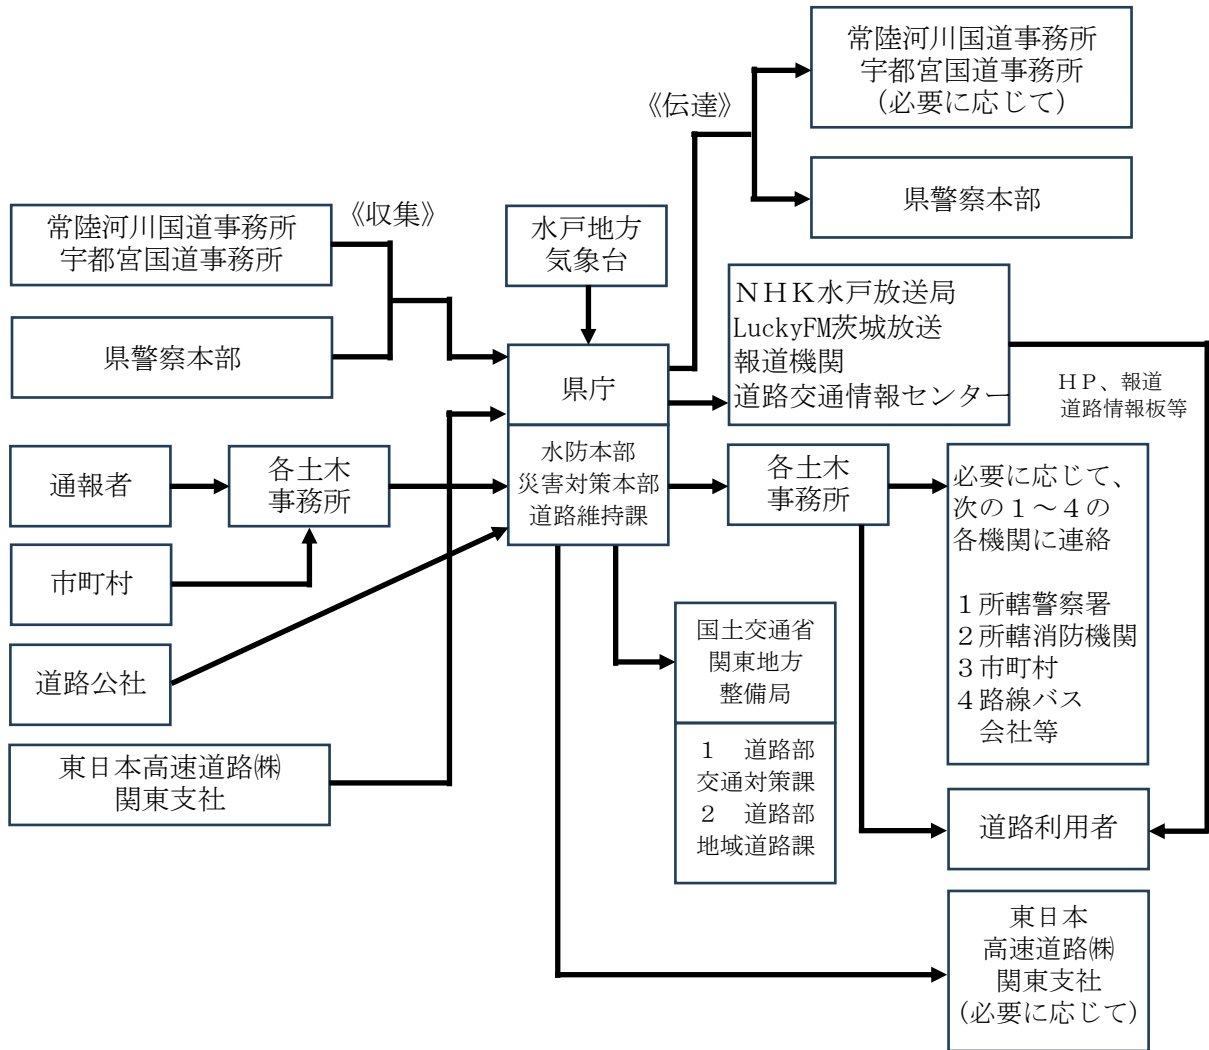 常陸河川国道事務所
宇都宮国道事務所
(必要に応じて)
《伝達》
県警察本部
《収集》
常陸河川国道事務所
宇都宮国道事務所
水戸地方
気象台
県警察本部
ＮＨＫ水戸放送局
LuckyFM茨城放送
報道機関
道路交通情報センター
ＨＰ、報道
道路情報板等
県庁
水防本部
災害対策本部
道路維持課
通報者
各土木
事務所
各土木
事務所
必要に応じて、
次の１～４の
各機関に連絡
１所轄警察署
２所轄消防機関
３市町村
４路線バス
会社等
市町村
道路公社
国土交通省
関東地方
整備局
１　道路部
交通対策課
２　道路部
地域道路課
東日本高速道路㈱
関東支社
道路利用者
東日本
高速道路㈱
関東支社
(必要に応じて)